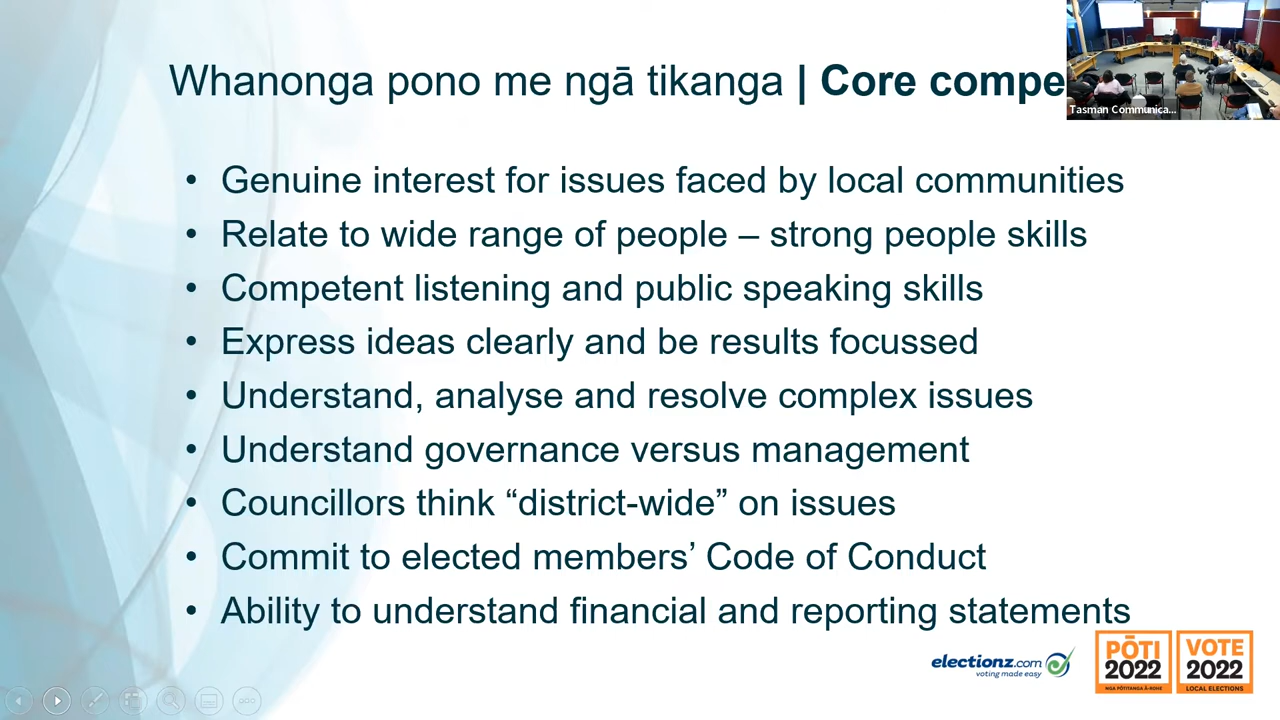 Whanonga pono me ngā tikanga | Core compe
Tasman Communica...
• Genuine interest for issues faced by local communities
• Relate to wide range of people – strong people skills
• Competent listening and public speaking skills
• Express ideas clearly and be results focussed
• Understand, analyse and resolve complex issues
• Understand governance versus management
• Councillors think “district-wide” on issues
• Commit to elected members’ Code of Conduct
• Ability to understand financial and reporting statements
electionz.com
voting made easy
PŌTI
2022
NGA PŌTITANGA Ā-ROHE
VOTE
2022
LOCAL ELECTIONS